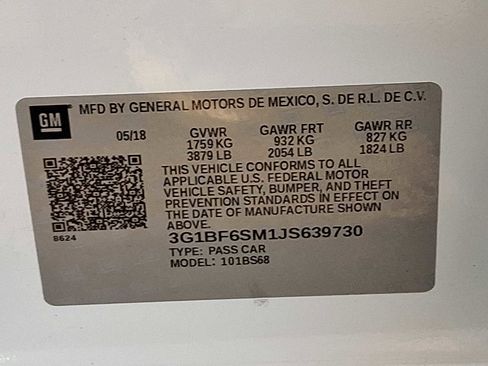 GM
MFD BY GENERAL MOTORS DE MEXICO, S. DE R.L. DE C.V.
05/18 GVWR GAWR FRT GAWR RR
1759 KG 932 KG 827 KG
3879 LB 2054 LB 1824 LB
THIS VEHICLE CONFORMS TO ALL
APPLICABLE U.S. FEDERAL MOTOR
VEHICLE SAFETY, BUMPER, AND THEFT
PREVENTION STANDARDS IN EFFECT ON
THE DATE OF MANUFACTURE SHOWN
ABOVE.
8624
3G1BF6SM1JS639730
TYPE: PASS CAR
MODEL: 101BS68